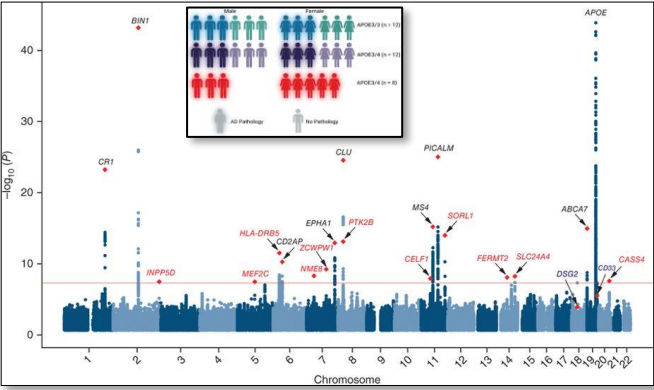 Male Female
APOE3/3 (n = 12)
APOE3/4 (n = 12)
AD Pathology No Pathology
–log10 (P)
40
30
20
10
0
BIN1
APOE
CR1
CLU
PICALM
MS4
SORL1
ABCA7
HLA-DRB5
CD2AP
EPHA1
PTK2B
ZCWPW1
NME8
INPP5D
MEF2C
CELF1
FERMT2
SLC24A4
DSG2
CD33
CASS4
1 2 3 4 5 6 7 8 9 10 11 12 13 14 15 16 17 18 19 20 21 22
Chromosome